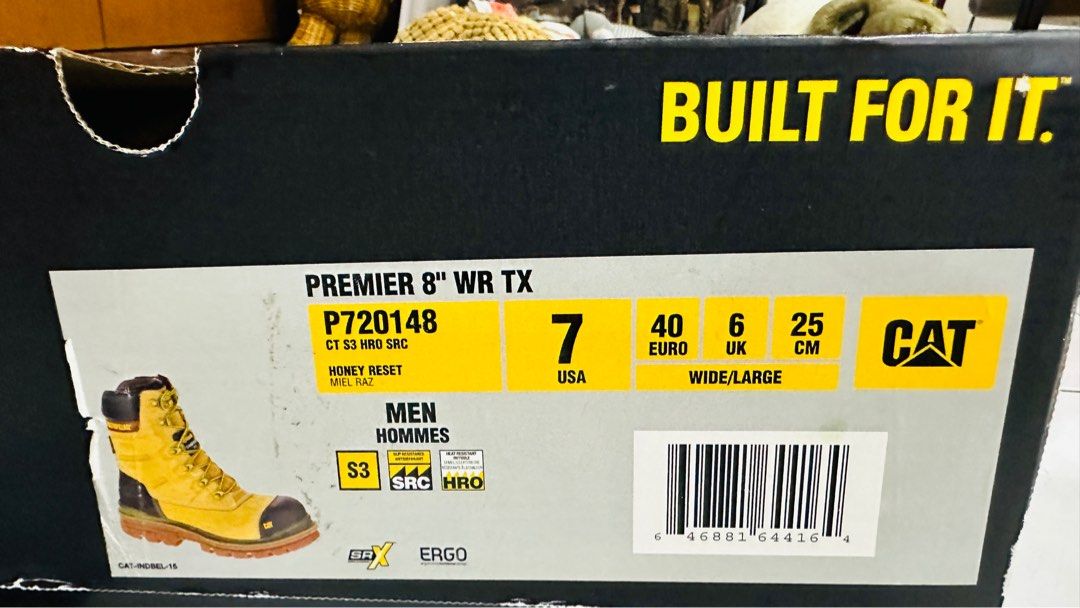 BUILT FOR IT.™
PREMIER 8" WR TX
P720148
CT S3 HRO SRC
HONEY RESET
MIEL RAZ
7
USA
40
EURO
6
UK
25
CM
WIDE/LARGE
CAT
MEN
HOMMES
S3
SRC
HRO
SRX
ERGO
CAT-INDBEL-15
6 46881 64416 4